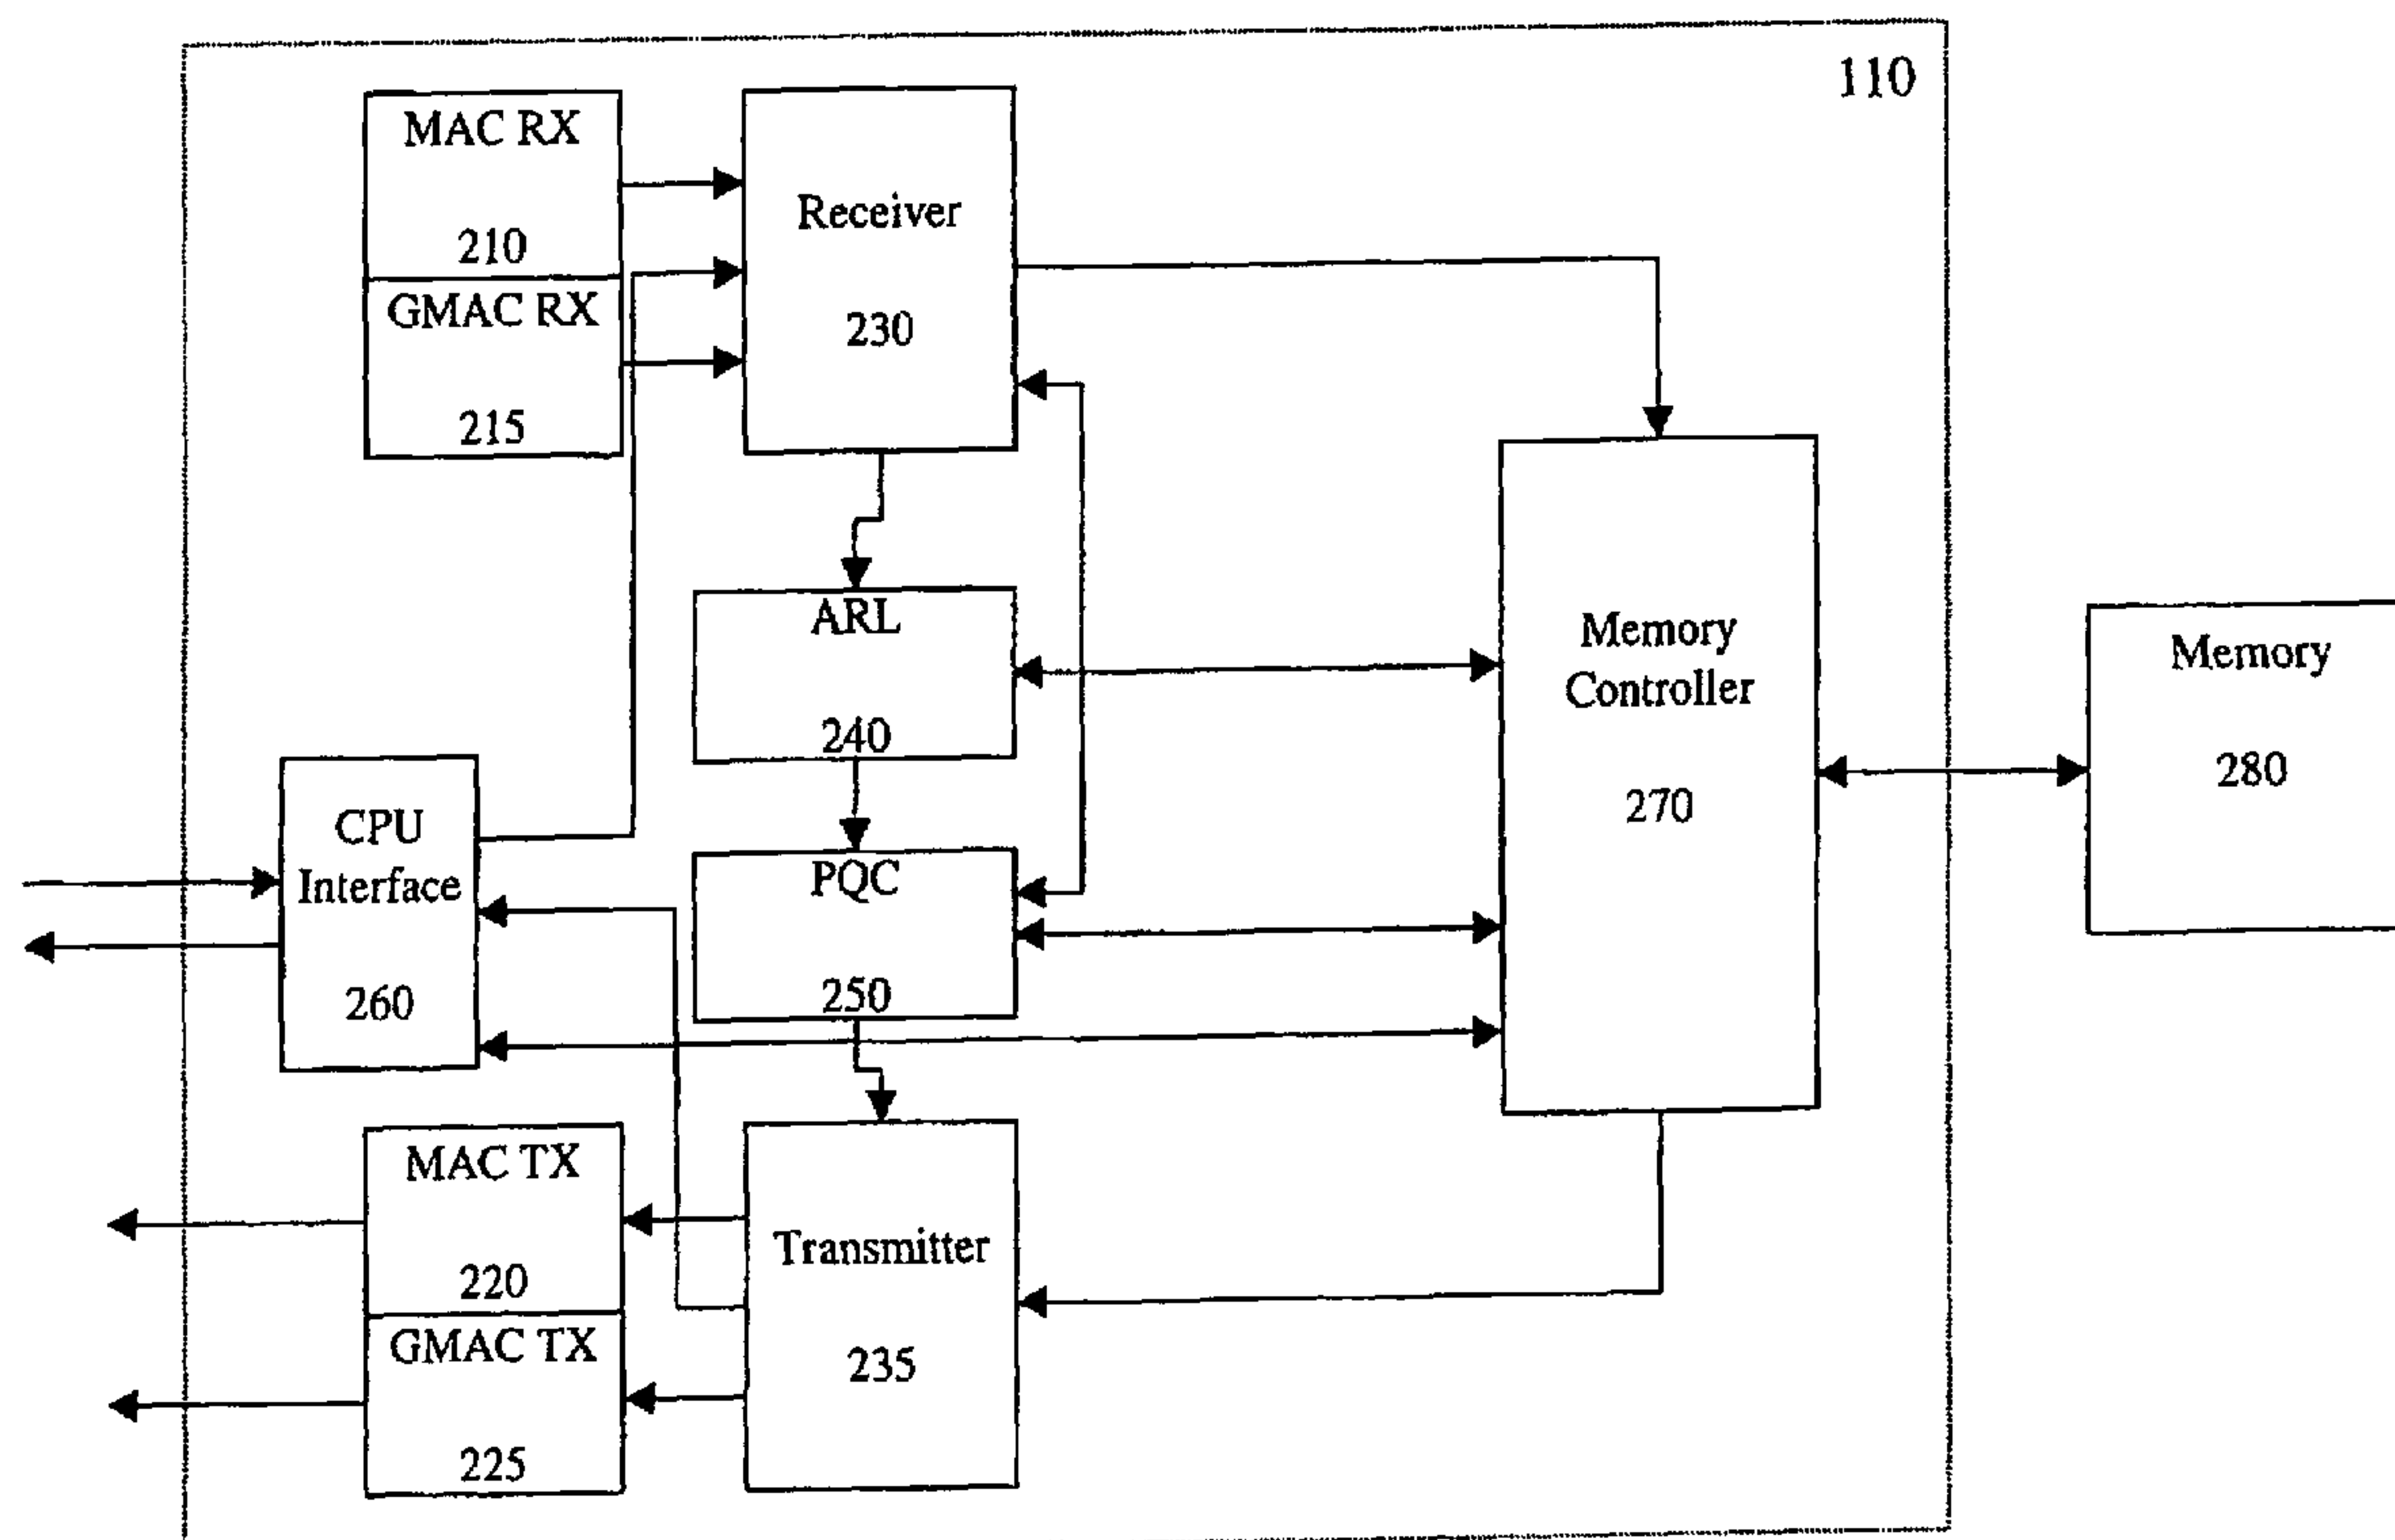 110
MAC RX
210
GMAC RX
215
Receiver
230
ARL
240
PQC
250
CPU
Interface
260
Memory
Controller
270
Memory
280
MAC TX
220
GMAC TX
225
Transmitter
235